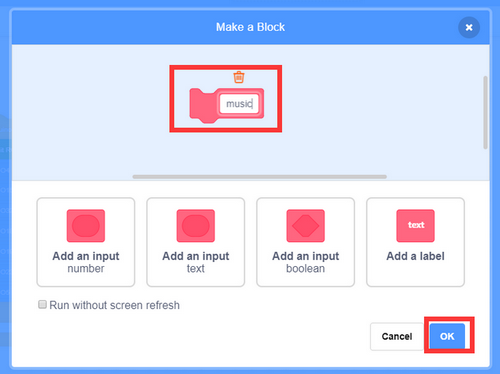 Make a Block
music
Add an input
number
Add an input
text
Add an input
boolean
text
Add a label
Run without screen refresh
Cancel
OK